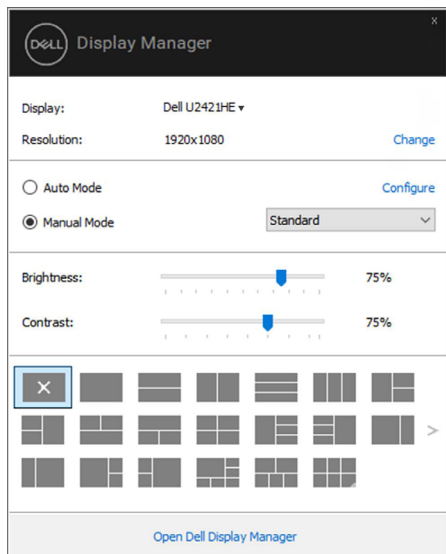 x
DELL Display Manager
Display: Dell U2421HE ▾
Resolution: 1920x1080 Change
Auto Mode Configure
Manual Mode Standard
Brightness: 75%
Contrast: 75%
Open Dell Display Manager